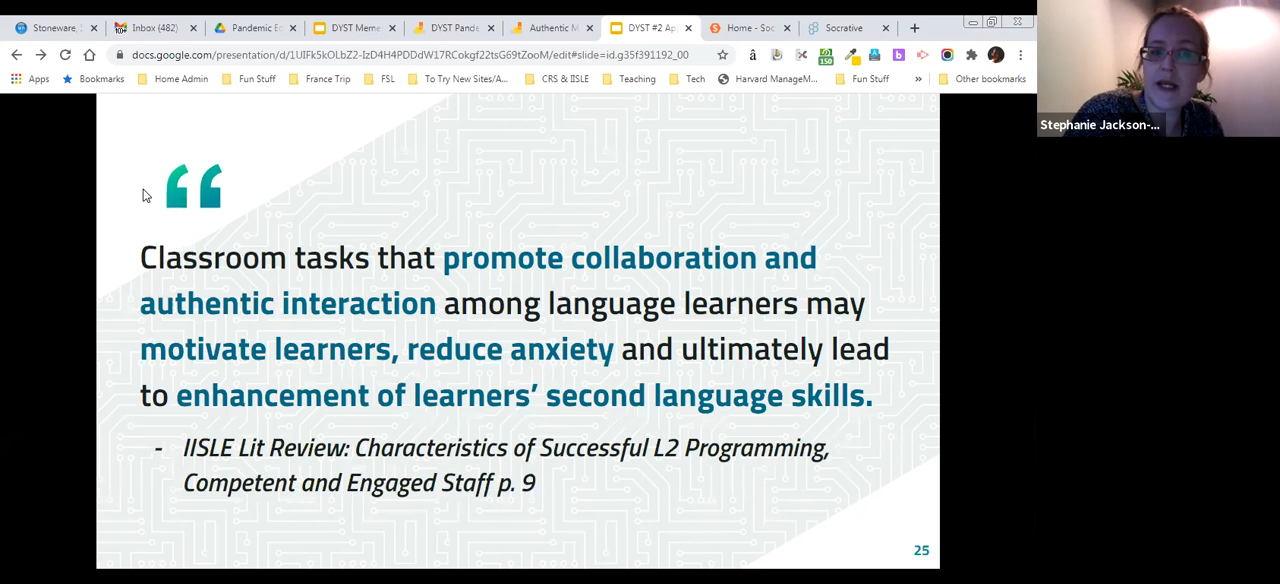 Stoneware,
Inbox (482)
Pandemic Ec
DYST Meme
DYST Pande
Authentic M
DYST #2 Ap
Home - Soc
Socrative
docs.google.com/presentation/d/1UIFk5kOLbZ2-IzD4H4PDDdW17RCokgf22tsG69tZooM/edit#slide=id.g35f391192_00
â
150
Apps
Bookmarks
Home Admin
Fun Stuff
France Trip
FSL
To Try New Sites/A...
CRS & IISLE
Teaching
Tech
Harvard ManageM...
Fun Stuff
»
Other bookmarks
Stephanie Jackson-...
“
Classroom tasks that promote collaboration and
authentic interaction among language learners may
motivate learners, reduce anxiety and ultimately lead
to enhancement of learners’ second language skills.
- IISLE Lit Review: Characteristics of Successful L2 Programming,
Competent and Engaged Staff p. 9
25